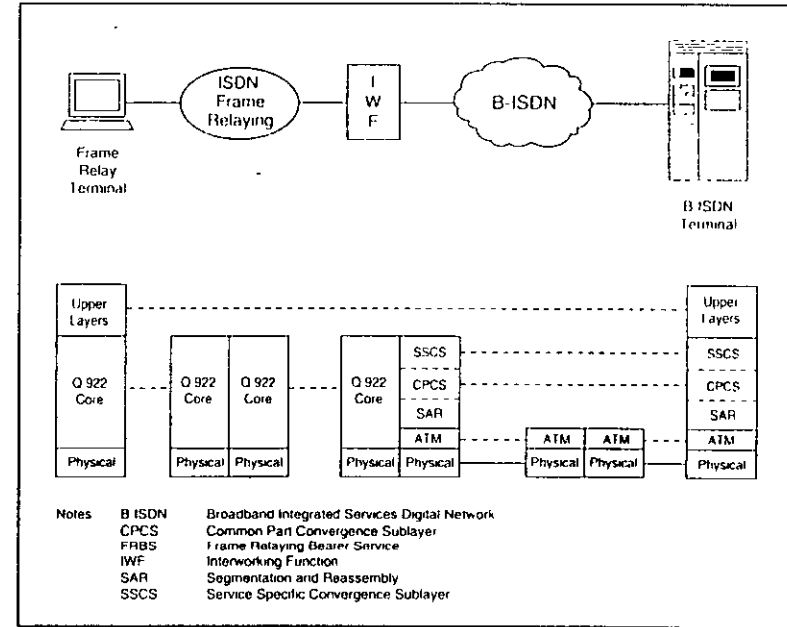 ISDN
Frame
Relaying
I
W
F
B-ISDN
Frame
Relay
Terminal
B-ISDN
Terminal
Upper
Layers
Upper
Layers
Q 922
Core
Q 922
Core
Q 922
Core
Q 922
Core
SSCS
CPCS
SAR
ATM
SSCS
CPCS
SAR
ATM
ATM
ATM
Physical
Physical
Physical
Physical
Physical
Physical
Physical
Physical
Notes B ISDN Broadband Integrated Services Digital Network
CPCS Common Part Convergence Sublayer
FRBS Frame Relaying Bearer Service
IWF Interworking Function
SAR Segmentation and Reassembly
SSCS Service Specific Convergence Sublayer